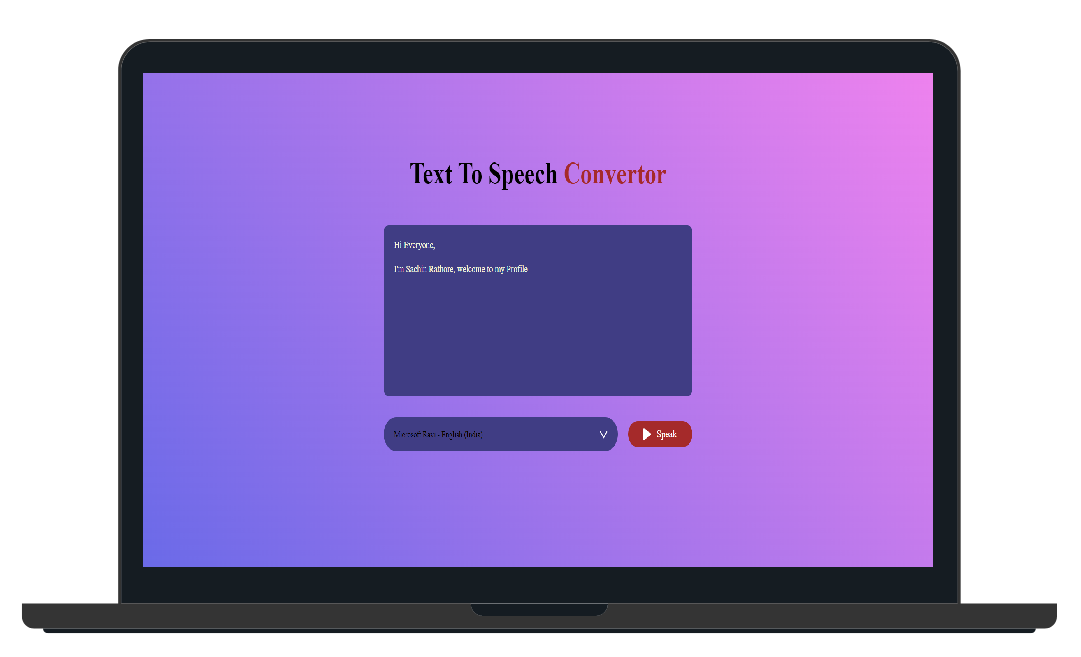 Text To Speech Convertor
Hi Everyone,
I'm Sachin Rathore, welcome to my Profile
Microsoft Ravi - English (India)
Speak